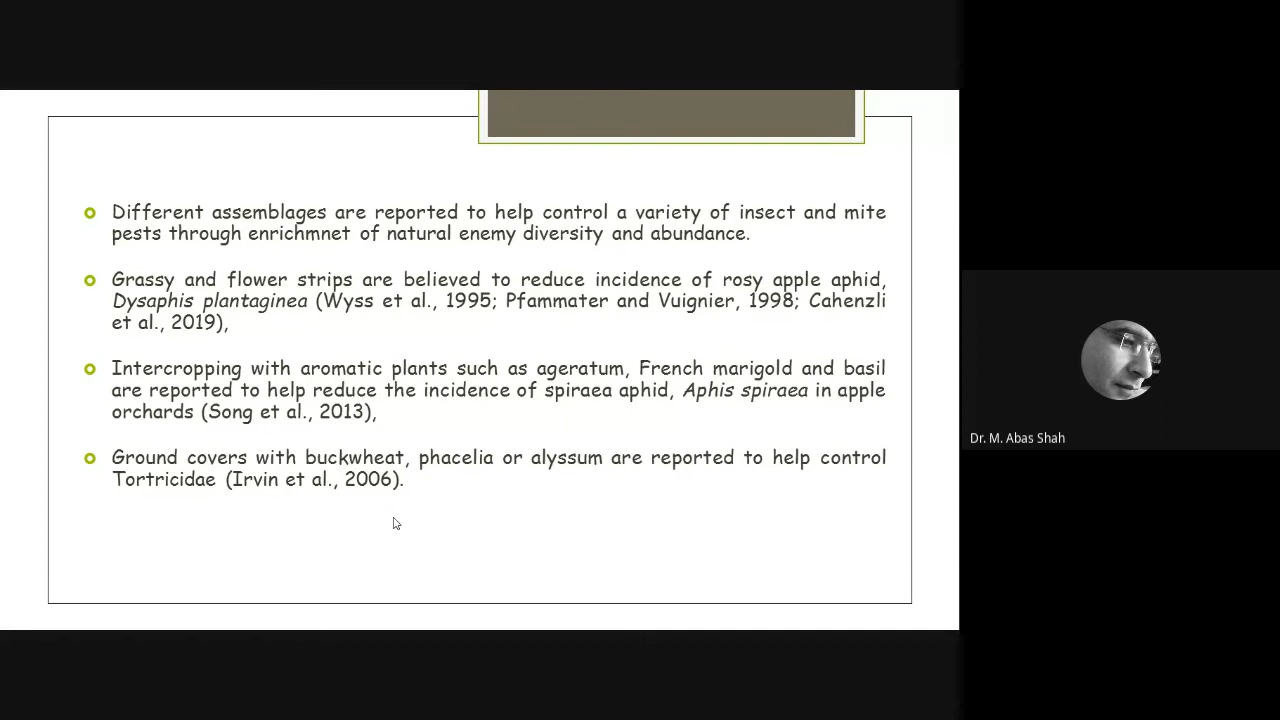 Different assemblages are reported to help control a variety of insect and mite
pests through enrichmnet of natural enemy diversity and abundance.
Grassy and flower strips are believed to reduce incidence of rosy apple aphid,
Dysaphis plantaginea (Wyss et al., 1995; Pfammater and Vuignier, 1998; Cahenzli
et al., 2019),
Intercropping with aromatic plants such as ageratum, French marigold and basil
are reported to help reduce the incidence of spiraea aphid, Aphis spiraea in apple
orchards (Song et al., 2013),
Ground covers with buckwheat, phacelia or alyssum are reported to help control
Tortricidae (Irvin et al., 2006).
Dr. M. Abas Shah